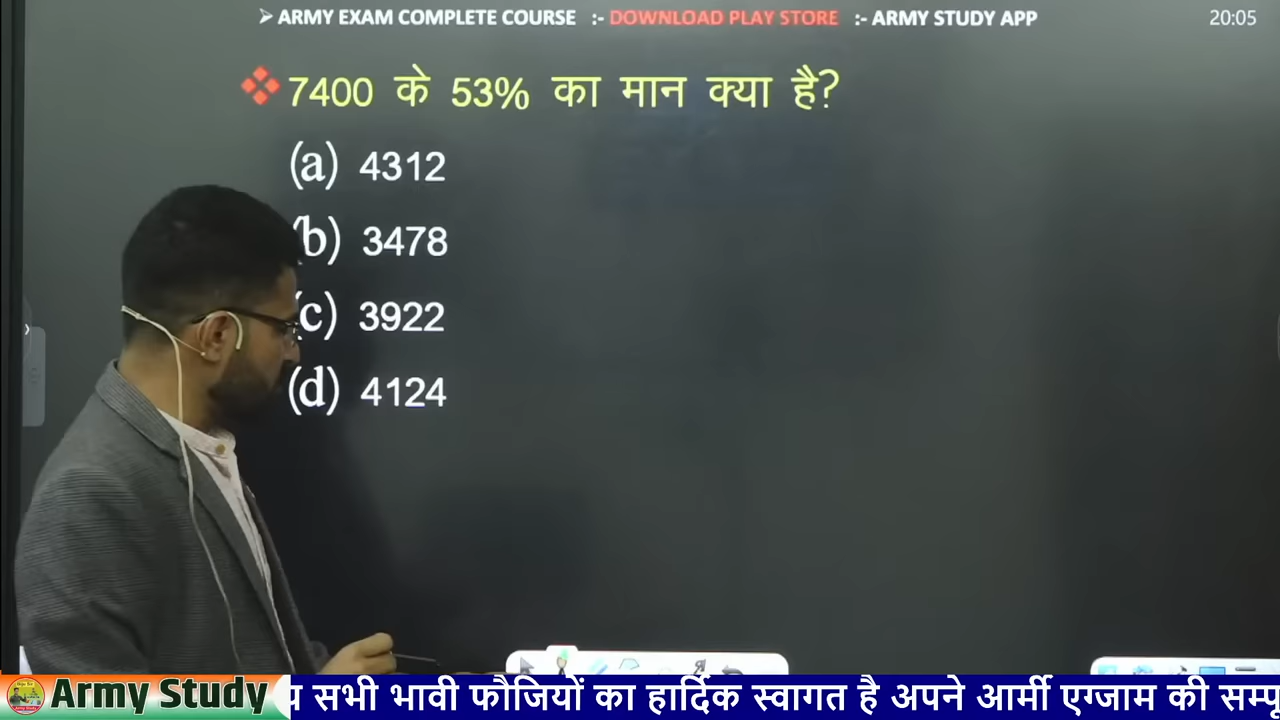 ➢ ARMY EXAM COMPLETE COURSE :- DOWNLOAD PLAY STORE :- ARMY STUDY APP
20:05
❖ 7400 के 53% का मान क्या है?
(a) 4312
(b) 3478
(c) 3922
(d) 4124
Army Study सभी भावी फौजियों का हार्दिक स्वागत है अपने आर्मी एग्जाम की